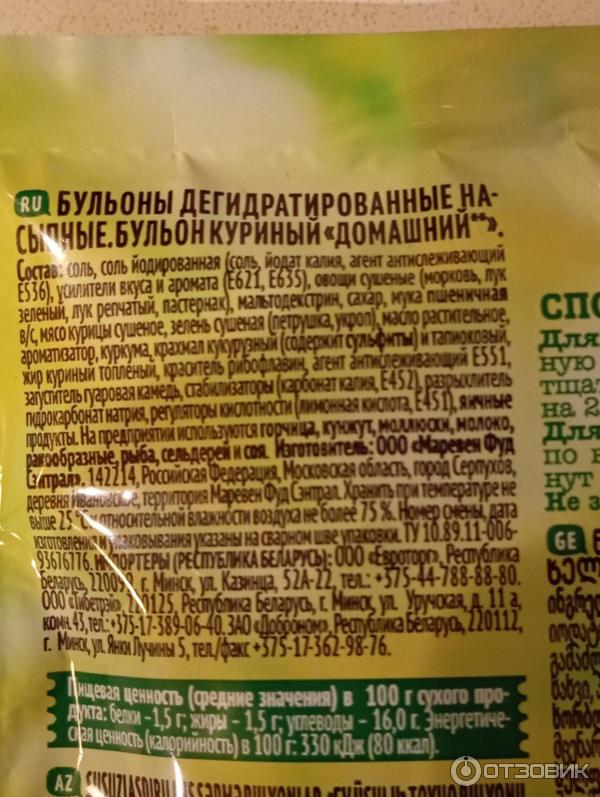 RU БУЛЬОНЫ ДЕГИДРАТИРОВАННЫЕ НА-
СЫПНЫЕ.БУЛЬОН КУРИНЫЙ «ДОМАШНИЙ**».
Состав: соль, соль йодированная (соль, йодат калия, агент антислеживающий
Е536), усилители вкуса и аромата (Е621, Е635), овощи сушеные (морковь, лук
зеленый, лук репчатый, пастернак), мальтодекстрин, сахар, мука пшеничная
в/с, мясо курицы сушеное, зелень сушеная (петрушка, укроп), масло растительное,
ароматизатор, куркума, крахмал кукурузный (содержит сульфиты) и тапиоковый,
жир куриный топленый, краситель рибофлавин, агент антислеживающий Е551,
загуститель гуаровая камедь, стабилизаторы (карбонат калия, Е452), разрыхлитель
гидрокарбонат натрия, регуляторы кислотности (лимонная кислота, Е451), яичные
продукты. На предприятии используются горчица, кунжут, моллюски, молоко,
ракообразные, рыба, сельдерей и соя. Изготовитель: ООО «Маревен Фуд
Сэнтрал». 142214, Российская Федерация, Московская область, город Серпухов,
деревня Ивановское, территория Маревен Фуд Сэнтрал. Хранить при температуре не
выше 25 °С и относительной влажности воздуха не более 75 %. Номер смены, дата
изготовления и упаковывания указаны на сварном шве упаковки. ТУ 10.89.11-006-
93676776. ИМПОРТЕРЫ (РЕСПУБЛИКА БЕЛАРУСЬ): ООО «Евроторг», Республика
Беларусь, 220099, г. Минск, ул. Казинца, 52А-22, тел.: +375-44-788-88-80.
ООО «Тибетрэй», 220125, Республика Беларусь, г. Минск, ул. Уручская, д. 11 а,
комн. 43, тел.: +375-17-389-06-40. ЗАО «Доброном», Республика Беларусь, 220112,
г. Минск, ул. Янки Лучины 5, тел./факс +375-17-362-98-76.
Пищевая ценность (средние значения) в 100 г сухого про-
дукта: белки -1,5 г; жиры - 1,5 г; углеводы - 16,0 г. Энергетиче-
ская ценность (калорийность) в 100 г: 330 кДж (80 ккал).
AZ
СПО
Для
ную
тщат
на 2
Для
по в
нут
Не з
GE
ОТЗОВИК